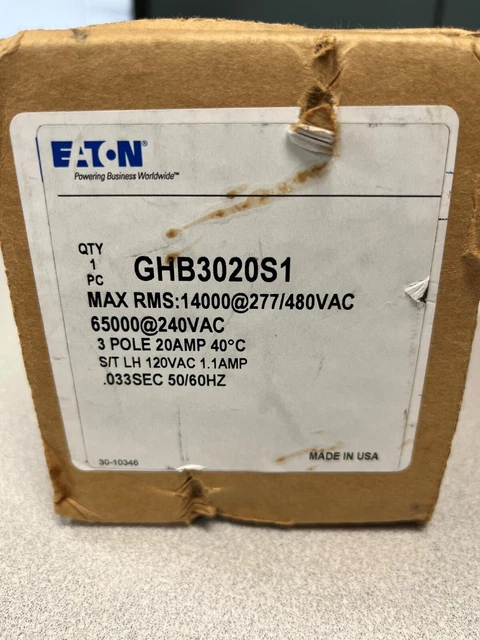 EATON®
Powering Business Worldwide™
QTY
1
PC
GHB3020S1
MAX RMS:14000@277/480VAC
65000@240VAC
3 POLE 20AMP 40°C
S/T LH 120VAC 1.1AMP
.033SEC 50/60HZ
30-10346
MADE IN USA